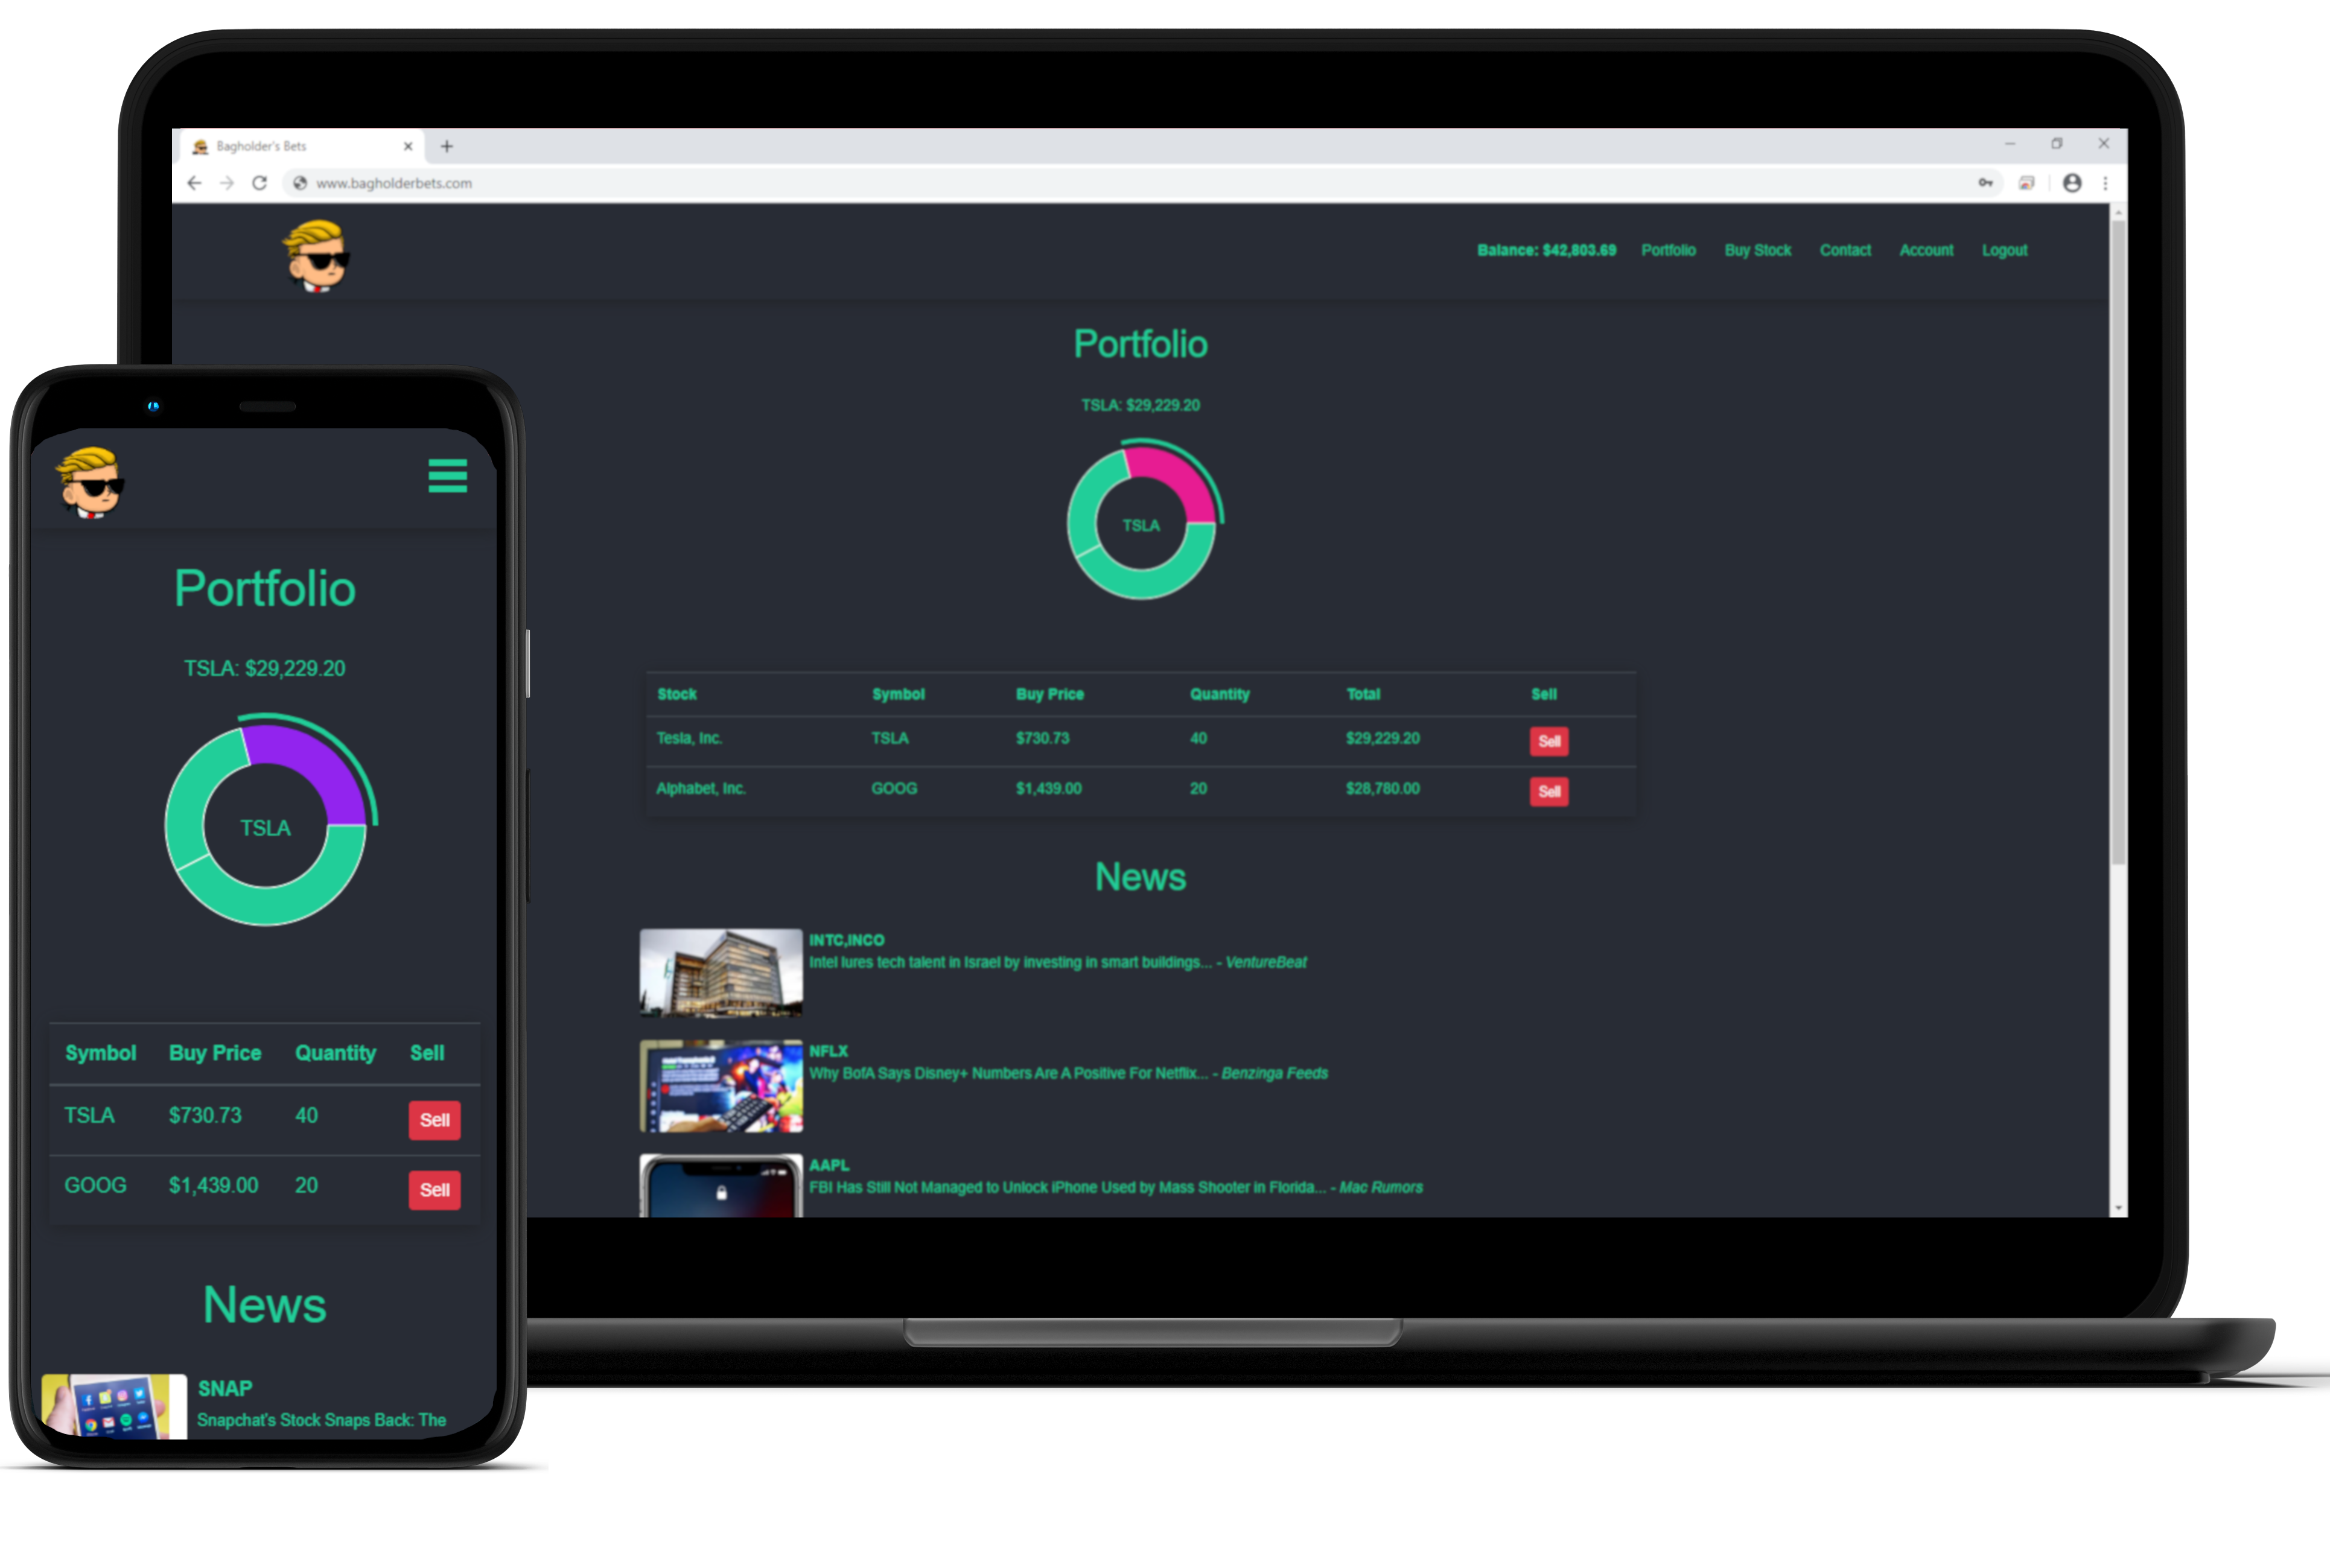 Bagholder's Bets
www.bagholderbets.com
Balance: $42,803.69 Portfolio Buy Stock Contact Account Logout
Portfolio
TSLA: $29,229.20
TSLA
Stock Symbol Buy Price Quantity Total Sell
Tesla, Inc. TSLA $730.73 40 $29,229.20 Sell
Alphabet, Inc. GOOG $1,439.00 20 $28,780.00 Sell
News
INTC,INCO
Intel lures tech talent in Israel by investing in smart buildings... - VentureBeat
NFLX
Why BofA Says Disney+ Numbers Are A Positive For Netflix... - Benzinga Feeds
AAPL
FBI Has Still Not Managed to Unlock iPhone Used by Mass Shooter in Florida... - Mac Rumors
Portfolio
TSLA: $29,229.20
TSLA
Symbol Buy Price Quantity Sell
TSLA $730.73 40 Sell
GOOG $1,439.00 20 Sell
News
SNAP
Snapchat's Stock Snaps Back: The